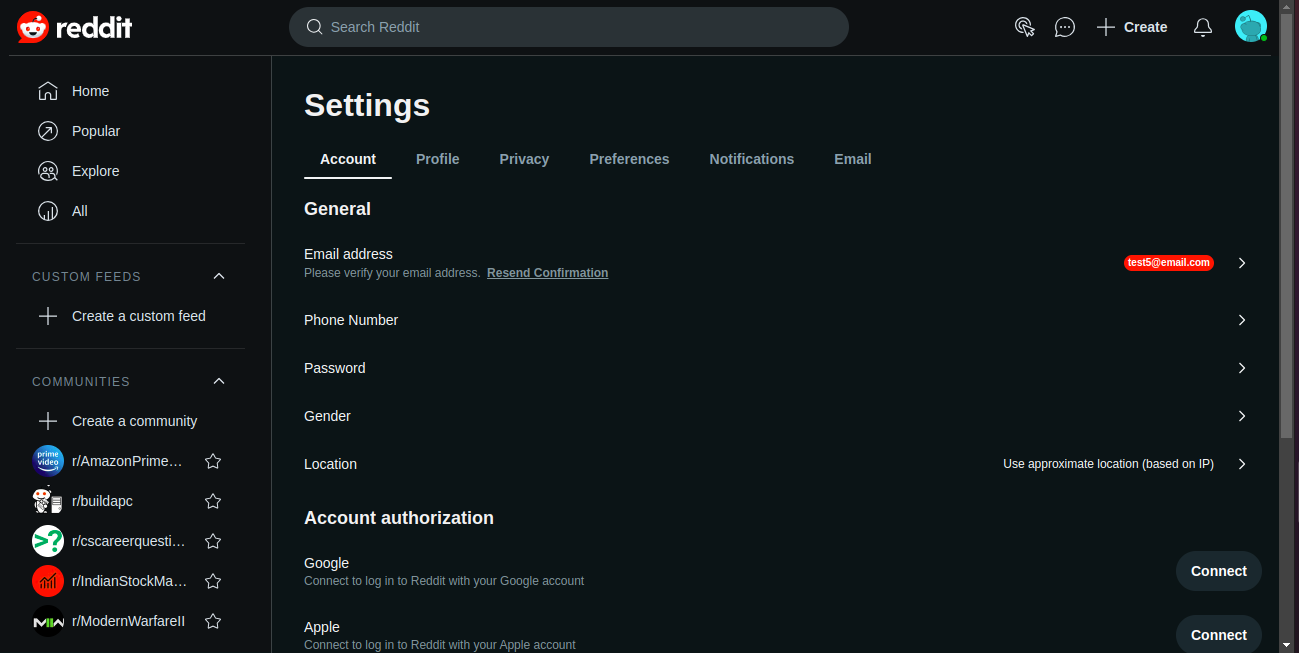 reddit
Search Reddit
Create
Home
Popular
Explore
All
CUSTOM FEEDS
Create a custom feed
COMMUNITIES
Create a community
prime
video
r/AmazonPrime…
r/buildapc
>?
r/cscareerquesti…
r/IndianStockMa…
MII
r/ModernWarfareII
Settings
Account Profile Privacy Preferences Notifications Email
General
Email address
Please verify your email address. Resend Confirmation
test5@email.com
Phone Number
Password
Gender
Location
Use approximate location (based on IP)
Account authorization
Google
Connect to log in to Reddit with your Google account
Connect
Apple
Connect to log in to Reddit with your Apple account
Connect